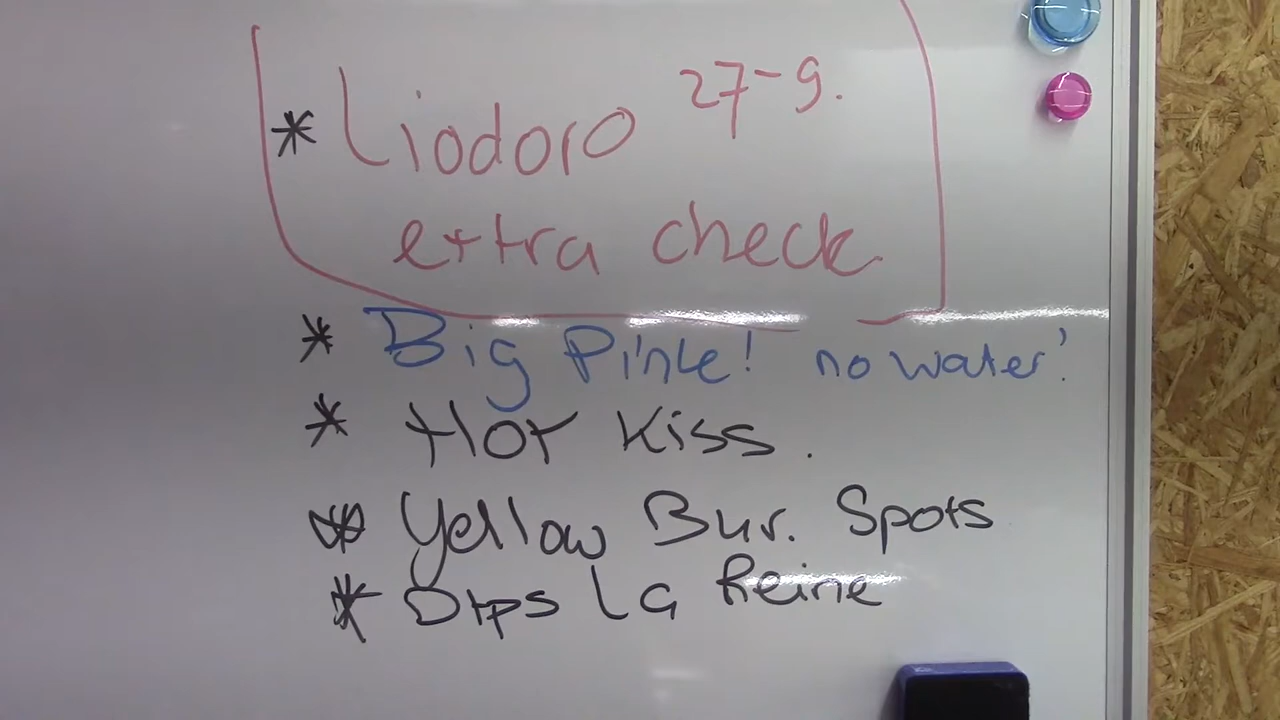 * Liodoro 27-9.
extra check
* Big Pink! no water!
* Hot Kiss.
* Yellow Bur. Spots
* Dips La Reine